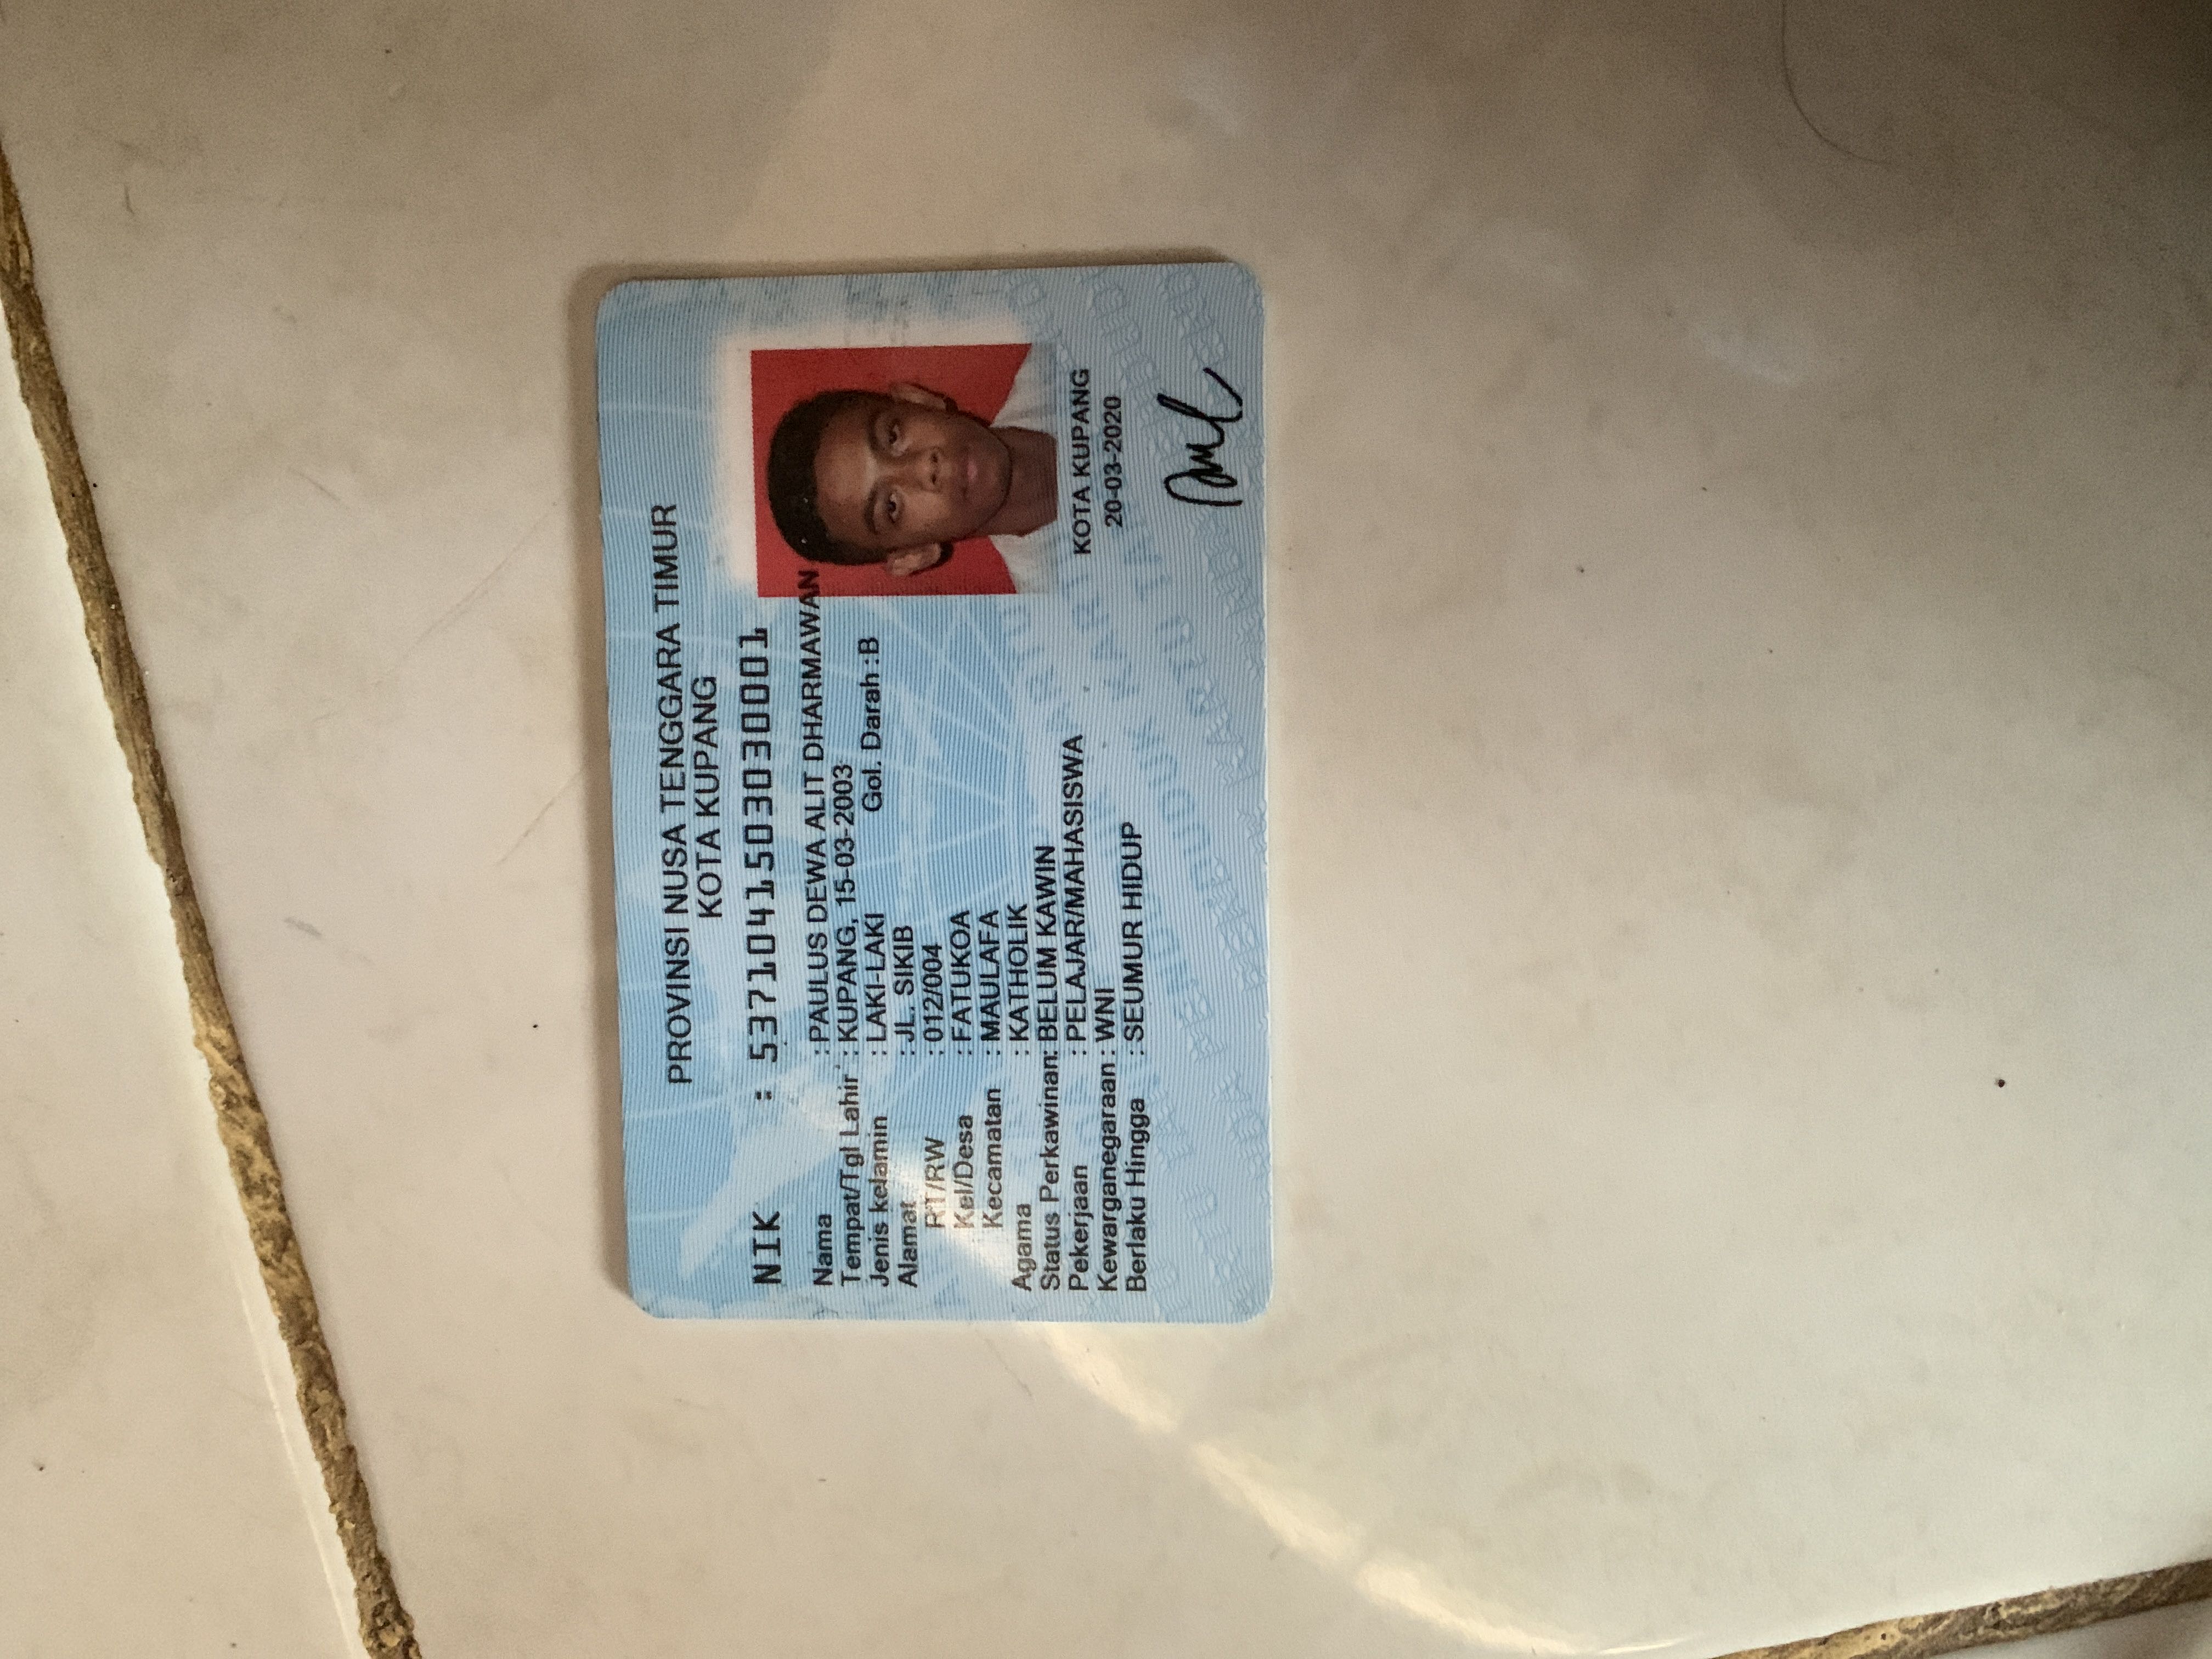 PROVINSI NUSA TENGGARA TIMUR
KOTA KUPANG
NIK : 5371041503030001
Nama : PAULUS DEWA ALIT DHARMAWAN
Tempat/Tgl Lahir : KUPANG, 15-03-2003
Jenis kelamin : LAKI-LAKI Gol. Darah : B
Alamat : JL. SIKIB
RT/RW : 012/004
Kel/Desa : FATUKOA
Kecamatan : MAULAFA
Agama : KATHOLIK
Status Perkawinan: BELUM KAWIN
Pekerjaan : PELAJAR/MAHASISWA
Kewarganegaraan : WNI
Berlaku Hingga : SEUMUR HIDUP
KOTA KUPANG
20-03-2020